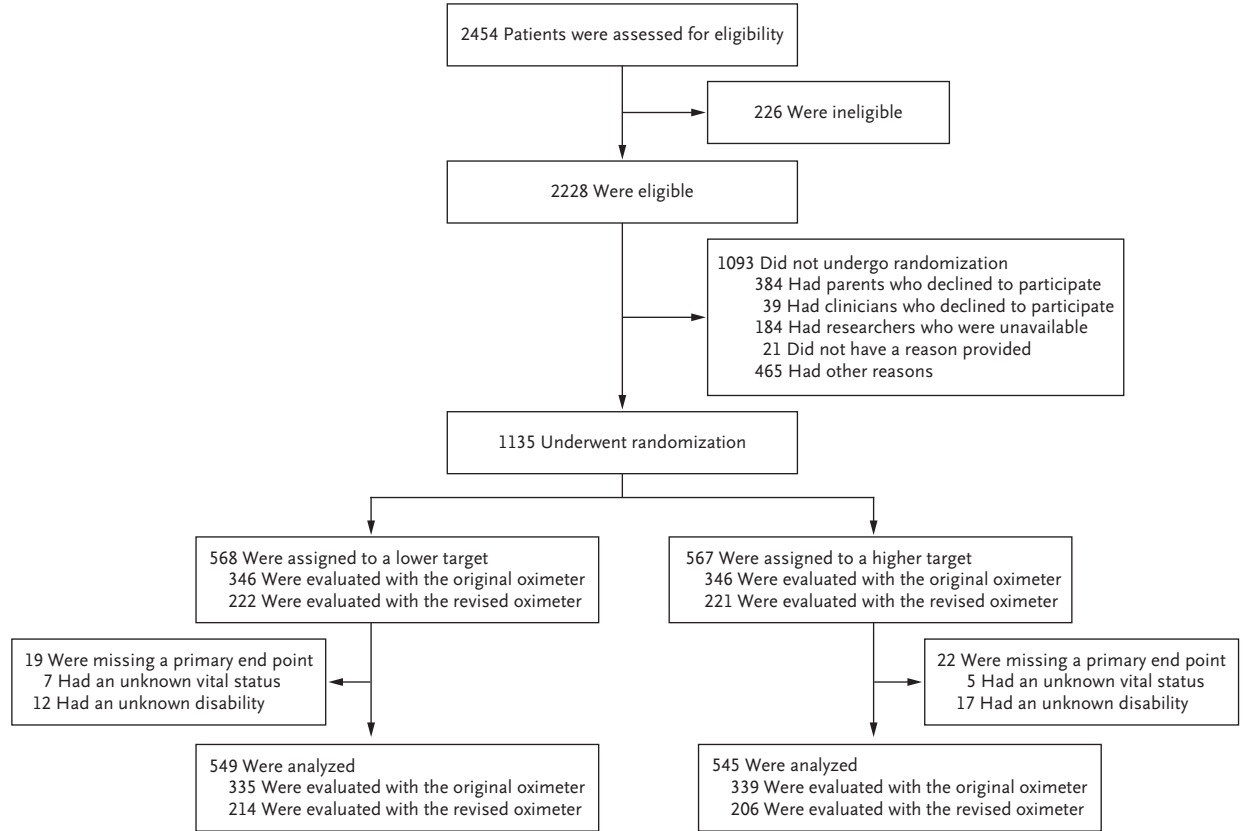 2454 Patients were assessed for eligibility
226 Were ineligible
2228 Were eligible
1093 Did not undergo randomization
384 Had parents who declined to participate
39 Had clinicians who declined to participate
184 Had researchers who were unavailable
21 Did not have a reason provided
465 Had other reasons
1135 Underwent randomization
568 Were assigned to a lower target
346 Were evaluated with the original oximeter
222 Were evaluated with the revised oximeter
567 Were assigned to a higher target
346 Were evaluated with the original oximeter
221 Were evaluated with the revised oximeter
19 Were missing a primary end point
7 Had an unknown vital status
12 Had an unknown disability
22 Were missing a primary end point
5 Had an unknown vital status
17 Had an unknown disability
549 Were analyzed
335 Were evaluated with the original oximeter
214 Were evaluated with the revised oximeter
545 Were analyzed
339 Were evaluated with the original oximeter
206 Were evaluated with the revised oximeter